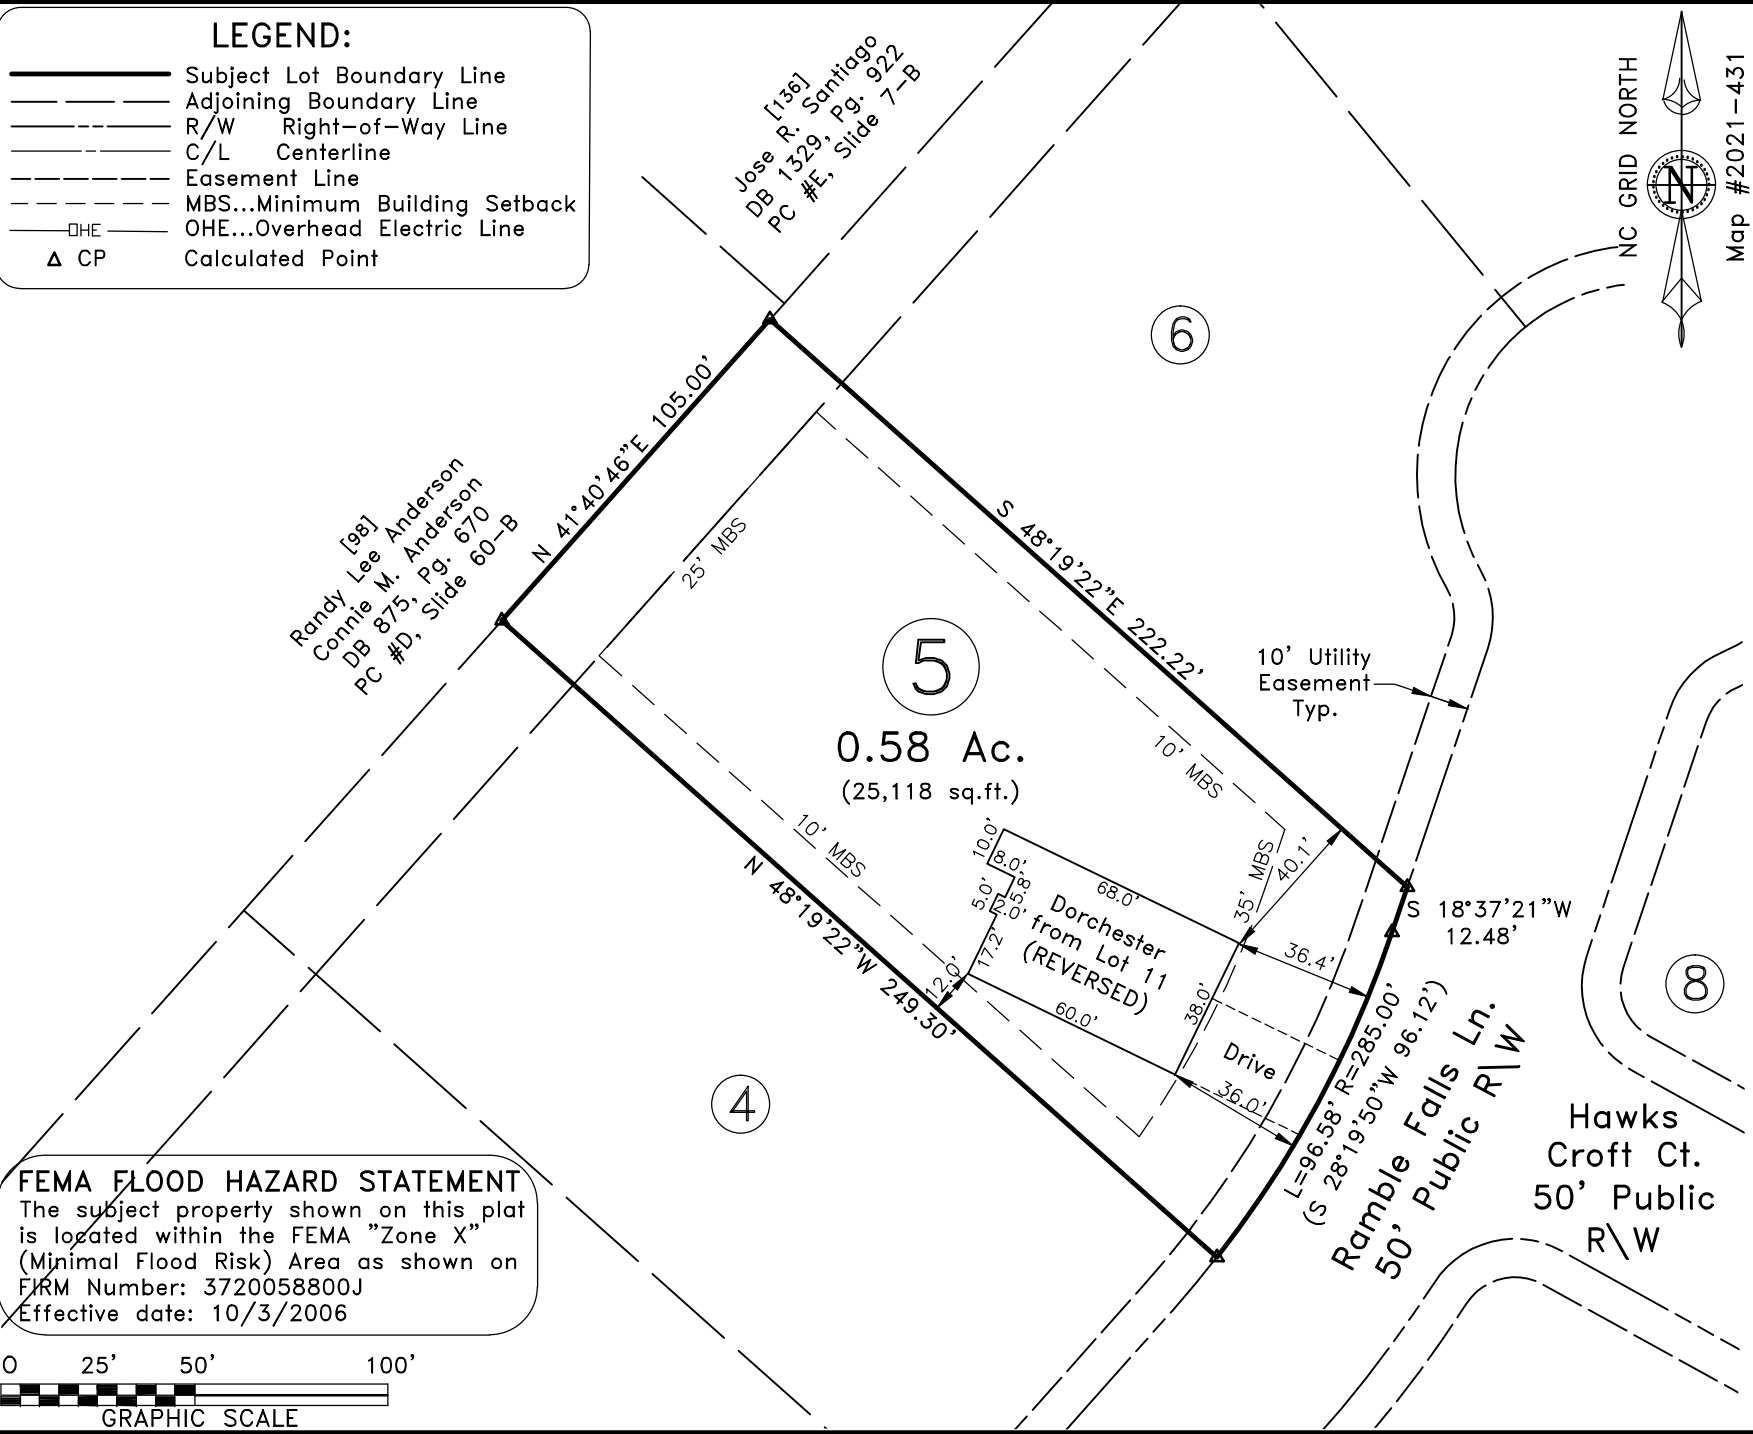 LEGEND:
Subject Lot Boundary Line
Adjoining Boundary Line
R/W Right-of-Way Line
C/L Centerline
Easement Line
MBS...Minimum Building Setback
OHE OHE...Overhead Electric Line
CP Calculated Point
[136]
Jose R. Santiago
DB 1329, Pg. 922
PC #E, Slide 7-B
NC GRID NORTH
N
Map #2021-431
6
N 41°40'46"E 105.00'
[98]
Randy Lee Anderson
Connie M. Anderson
DB 875, Pg. 670
PC #D, Slide 60-B
25' MBS
S 48°19'22"E 222.22'
5
0.58 Ac.
(25,118 sq.ft.)
10' Utility
Easement
Typ.
10' MBS
10' MBS
35' MBS
40.1'
N 48°19'22"W 249.30'
10.0'
8.0'
5.8'
5.0'
2.0'
17.2'
12.0'
68.0'
Dorchester
from Lot 11
(REVERSED)
60.0'
38.0'
36.4'
Drive
36.0'
S 18°37'21"W
12.48'
L=96.58' R=285.00'
(S 28°19'50"W 96.12')
Ramble Falls Ln.
50' Public R\W
8
Hawks
Croft Ct.
50' Public
R\W
4
FEMA FLOOD HAZARD STATEMENT
The subject property shown on this plat
is located within the FEMA "Zone X"
(Minimal Flood Risk) Area as shown on
FIRM Number: 3720058800J
Effective date: 10/3/2006
0 25' 50' 100'
GRAPHIC SCALE